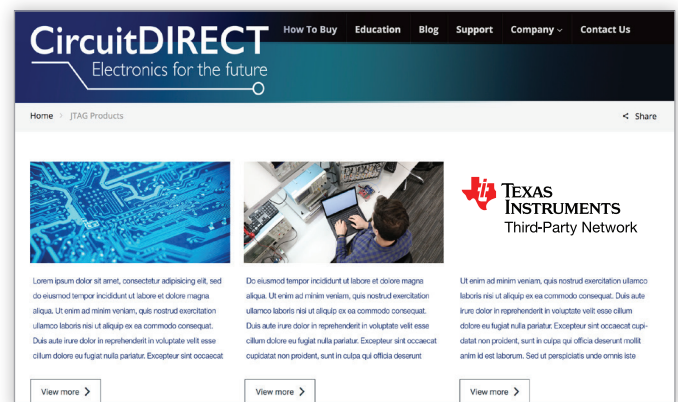 CircuitDIRECT
Electronics for the future
How To Buy Education Blog Support Company Contact Us
Home JTAG Products
Share
Lorem ipsum dolor sit amet, consectetur adipisicing elit, sed
do eiusmod tempor incididunt ut labore et dolore magna
aliqua. Ut enim ad minim veniam, quis nostrud exercitation
ullamco laboris nisi ut aliquip ex ea commodo consequat.
Duis aute irure dolor in reprehenderit in voluptate velit esse
cillum dolore eu fugiat nulla pariatur. Excepteur sint occaecat
View more
Do eiusmod tempor incididunt ut labore et dolore magna
aliqua. Ut enim ad minim veniam, quis nostrud exercitation
ullamco laboris nisi ut aliquip ex ea commodo consequat.
Duis aute irure dolor in reprehenderit in voluptate velit esse
cillum dolore eu fugiat nulla pariatur. Excepteur sint occaecat
cupidatat non proident, sunt in culpa qui officia deserunt
View more
TEXAS
INSTRUMENTS
Third-Party Network
Ut enim ad minim veniam, quis nostrud exercitation ullamco
laboris nisi ut aliquip ex ea commodo consequat. Duis aute
irure dolor in reprehenderit in voluptate velit esse cillum
dolore eu fugiat nulla pariatur. Excepteur sint occaecat cupi-
datat non proident, sunt in culpa qui officia deserunt mollit
anim id est laborum. Sed ut perspiciatis unde omnis iste
View more